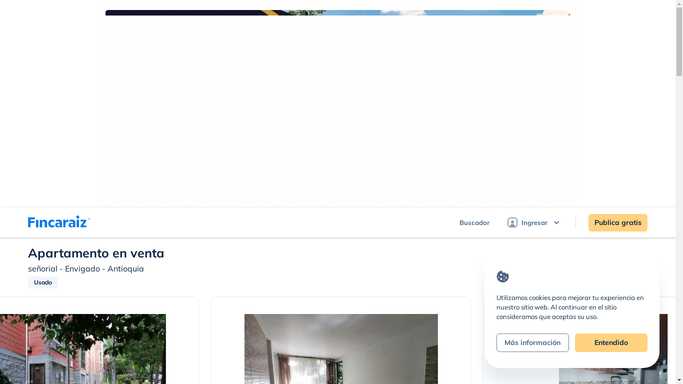 Fincaraiz
Buscador
Ingresar
Publica gratis
Apartamento en venta
señorial - Envigado - Antioquia
Usado
Utilizamos cookies para mejorar tu experiencia en
nuestro sitio web. Al continuar en el sitio
consideramos que aceptas su uso.
Más información
Entendido